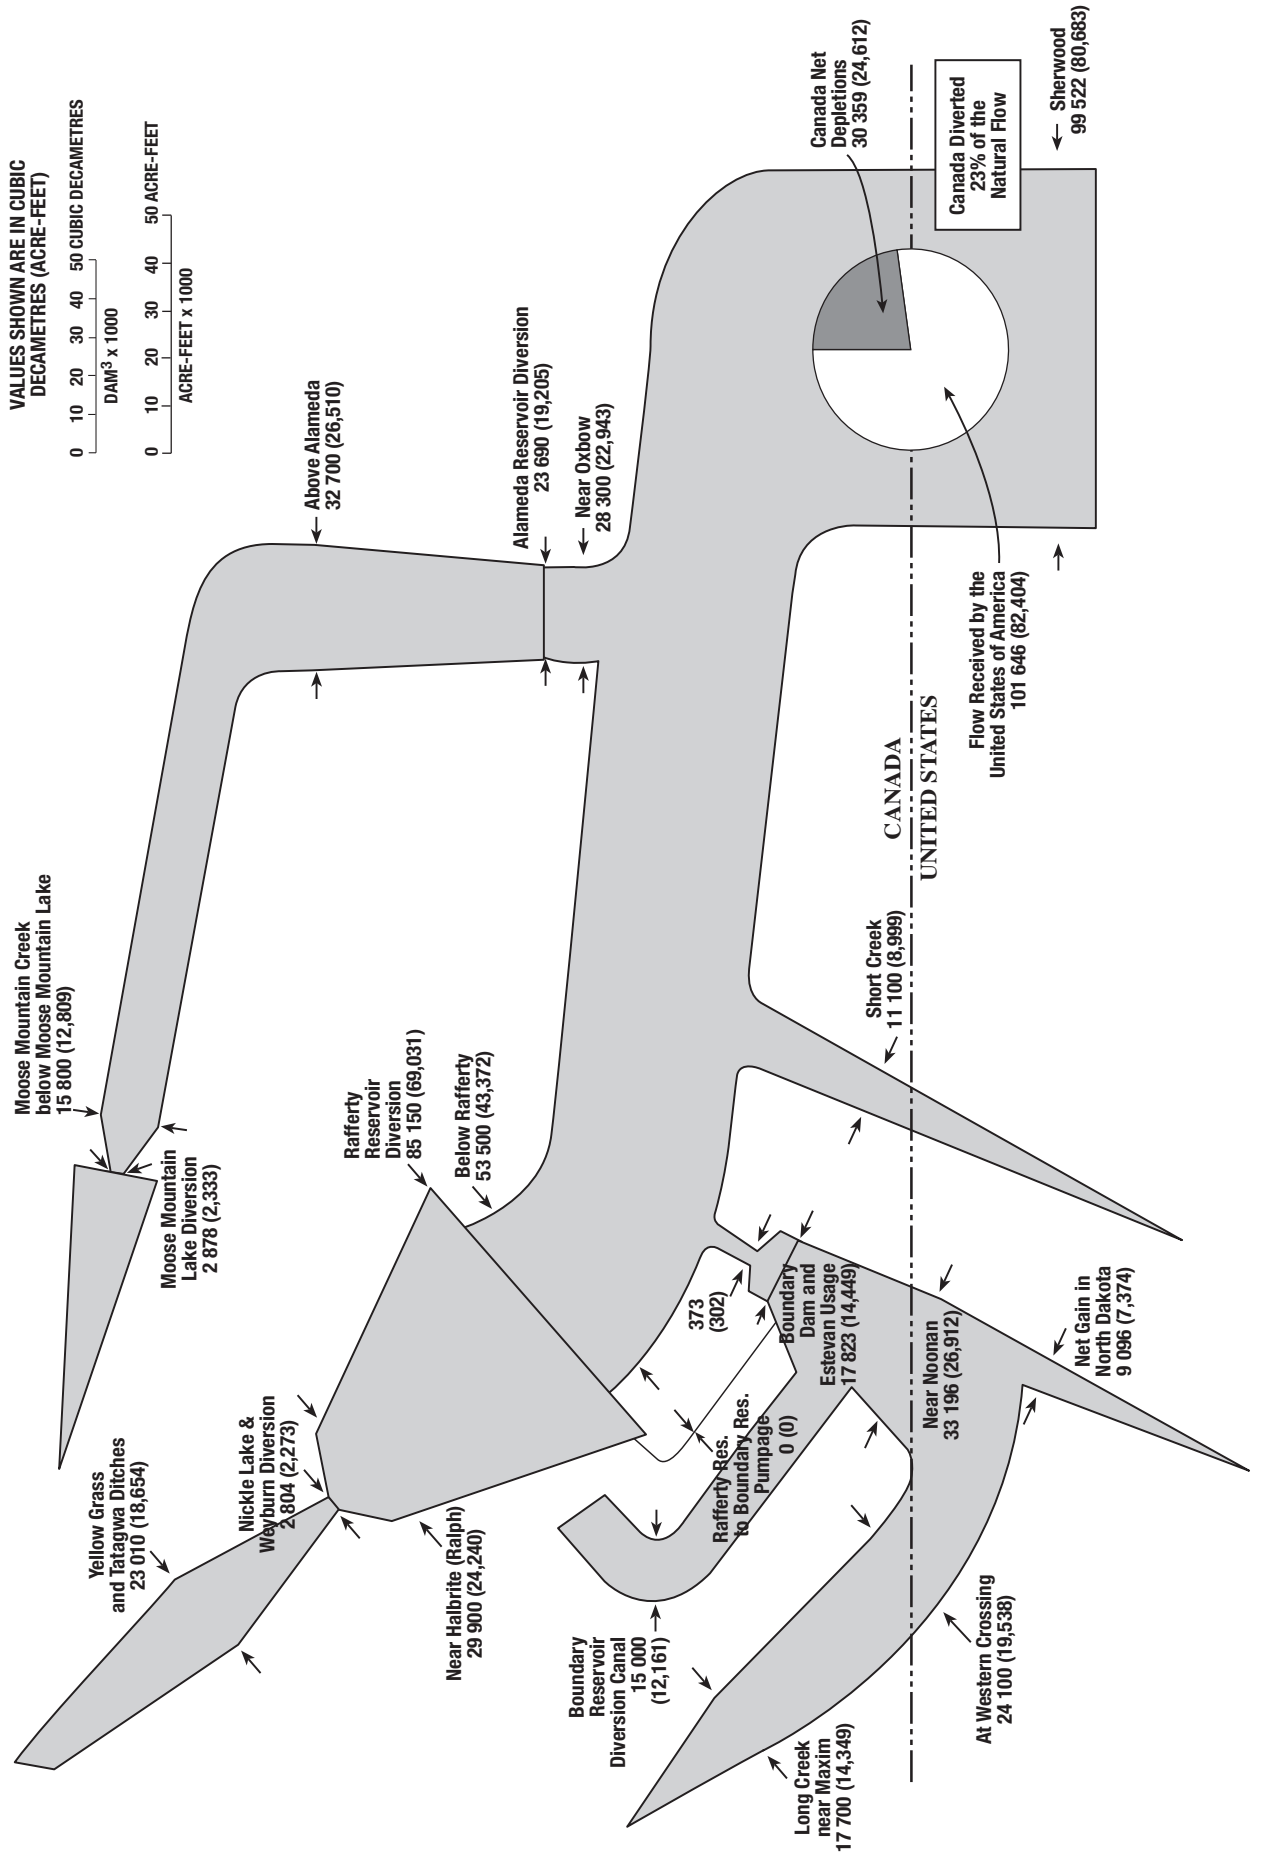 VALUES SHOWN ARE IN CUBIC
DECAMETRES (ACRE-FEET)
0 10 20 30 40 50 CUBIC DECAMETRES
DAM³ x 1000
0 10 20 30 40 50 ACRE-FEET
ACRE-FEET x 1000
Moose Mountain Creek
below Moose Mountain Lake
15 800 (12,809)
Moose Mountain
Lake Diversion
2 878 (2,333)
Above Alameda
32 700 (26,510)
Alameda Reservoir Diversion
23 690 (19,205)
Near Oxbow
28 300 (22,943)
Yellow Grass
and Tatagwa Ditches
23 010 (18,654)
Nickle Lake &
Weyburn Diversion
2 804 (2,273)
Near Halbrite (Ralph)
29 900 (24,240)
Rafferty
Reservoir
Diversion
85 150 (69,031)
Below Rafferty
53 500 (43,372)
Boundary
Reservoir
Diversion Canal
15 000
(12,161)
Rafferty Res.
to Boundary Res.
Pumpage
0 (0)
373
(302)
Boundary
Dam and
Estevan Usage
17 823 (14,449)
Long Creek
near Maxim
17 700 (14,349)
At Western Crossing
24 100 (19,538)
Near Noonan
33 196 (26,912)
Net Gain in
North Dakota
9 096 (7,374)
Short Creek
11 100 (8,999)
CANADA
UNITED STATES
Flow Received by the
United States of America
101 646 (82,404)
Canada Net
Depletions
30 359 (24,612)
Canada Diverted
23% of the
Natural Flow
Sherwood
99 522 (80,683)